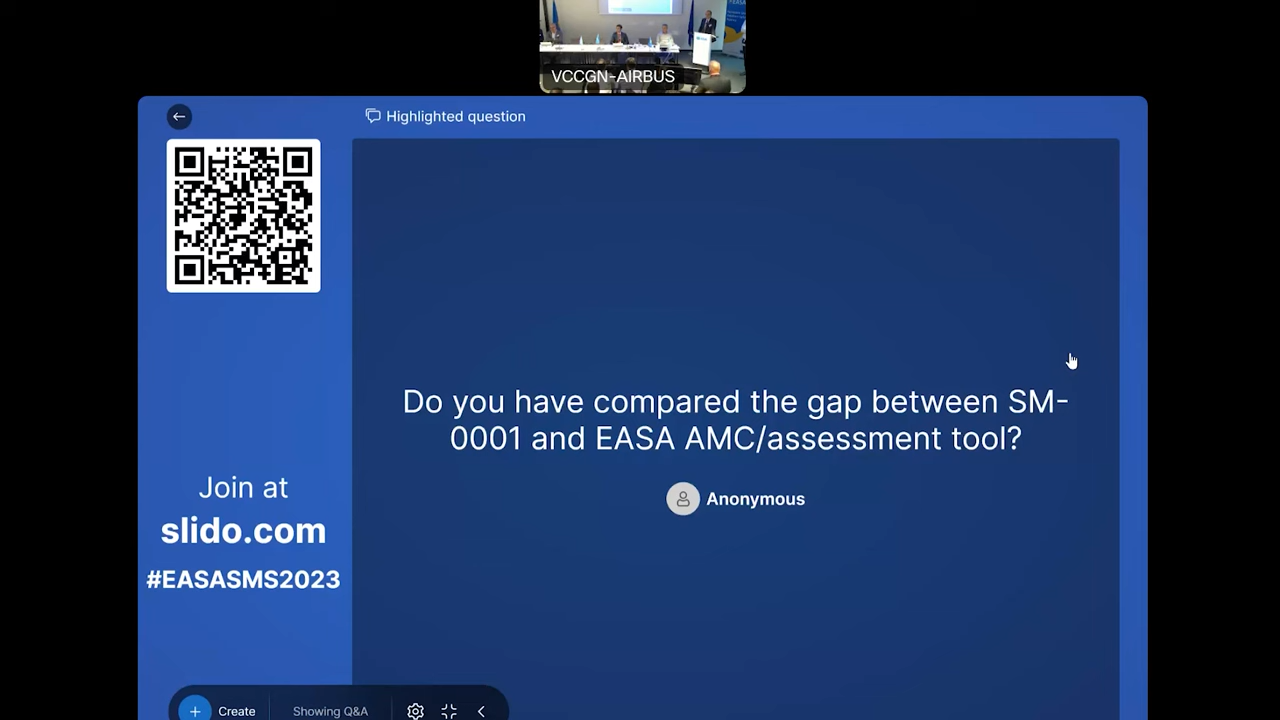 VCCGN-AIRBUS
Highlighted question
Do you have compared the gap between SM-
0001 and EASA AMC/assessment tool?
Anonymous
Join at
slido.com
#EASASMS2023
Create
Showing Q&A